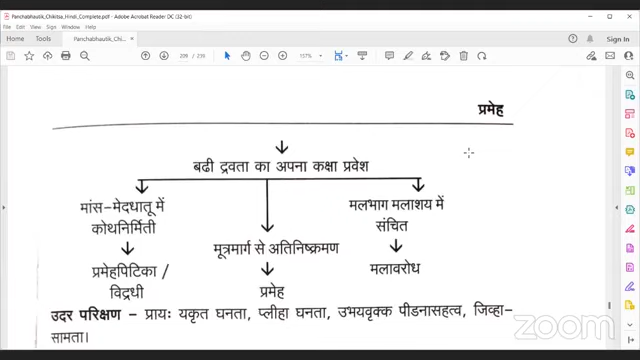 Panchabhautik_Chikitsa_Hindi_Complete.pdf - Adobe Acrobat Reader DC (32-bit)
File Edit View Sign Window Help
Home Tools Panchabhautik_Chi... × Sign In
209 / 239 157%
प्रमेह
बढी द्रवता का अपना कक्षा प्रवेश
मांस-मेदधातू में
कोथनिर्मिती
प्रमेहपिटिका /
विद्रधी
मूत्रमार्ग से अतिनिष्क्रमण
प्रमेह
मलभाग मलाशय में
संचित
मलावरोध
उदर परिक्षण - प्रायः यकृत घनता, प्लीहा घनता, उभयवृक्क पीडनासहत्व, जिव्हा-
सामता।
zoom